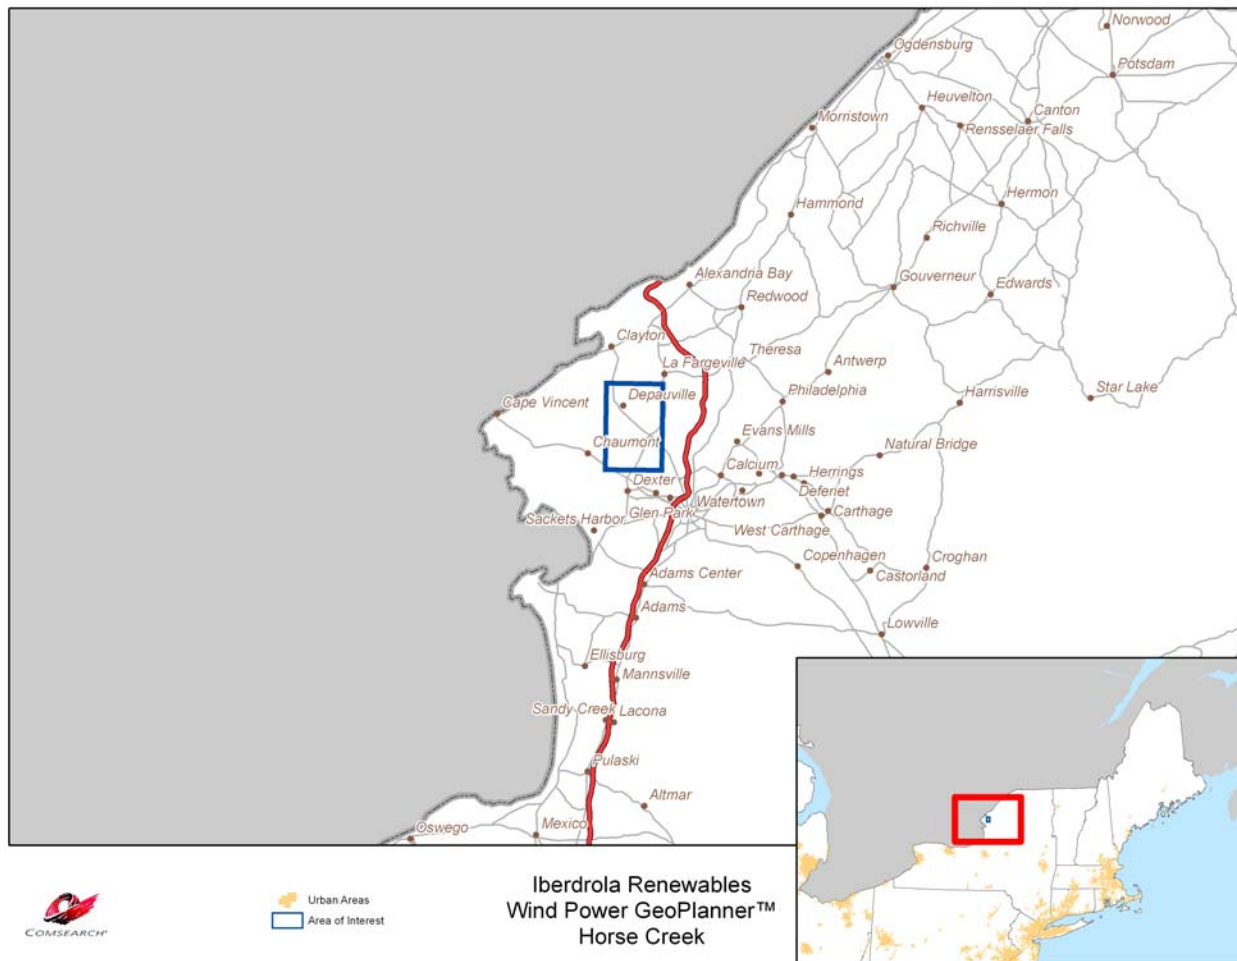 Norwood
Ogdensburg
Potsdam
Heuvelton
Canton
Morristown
Rensselaer Falls
Hermon
Hammond
Richville
Alexandria Bay
Gouverneur
Edwards
Redwood
Clayton
Theresa
La Fargeville
Antwerp
Star Lake
Depauville
Philadelphia
Harrisville
Cape Vincent
Evans Mills
Chaumont
Natural Bridge
Calcium
Herrings
Dexter
Deferiet
Watertown
Glen Park
Carthage
Sackets Harbor
West Carthage
Copenhagen
Croghan
Castorland
Adams Center
Adams
Lowville
Ellisburg
Mannsville
Sandy Creek
Lacona
Pulaski
Altmar
Mexico
Oswego
COMSEARCH
Urban Areas
Area of Interest
Iberdrola Renewables
Wind Power GeoPlanner™
Horse Creek